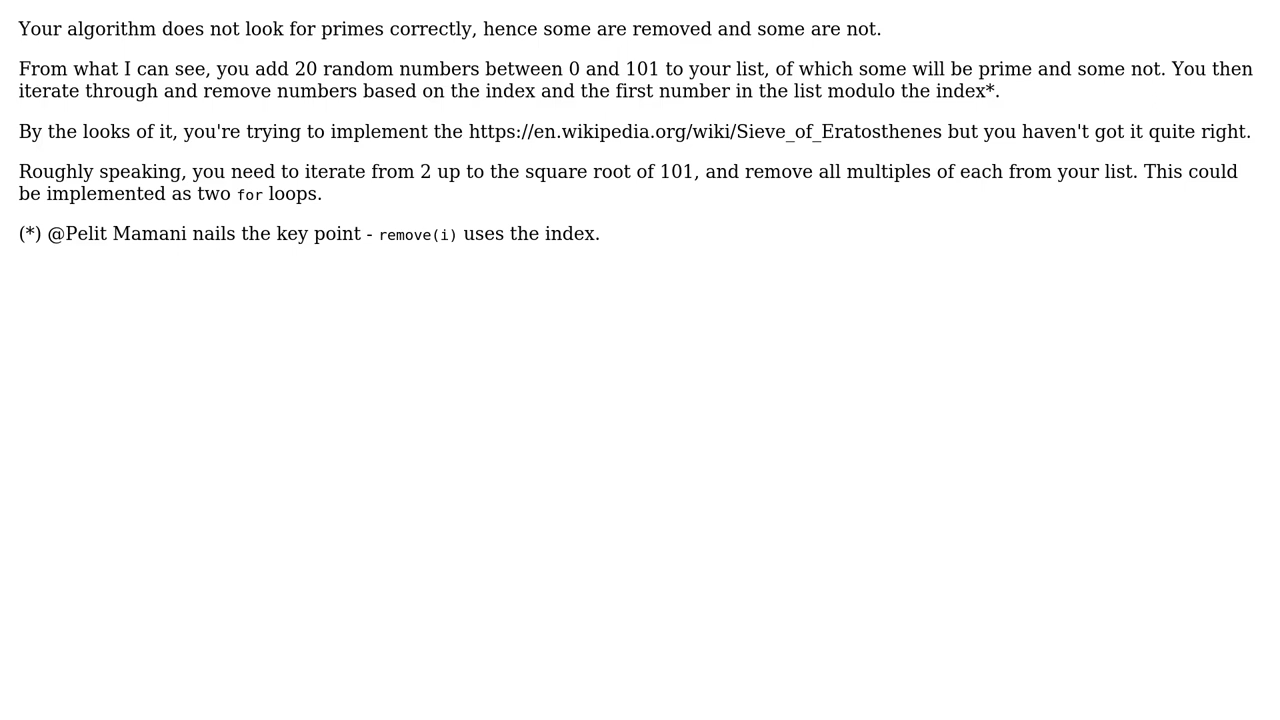 Your algorithm does not look for primes correctly, hence some are removed and some are not.
From what I can see, you add 20 random numbers between 0 and 101 to your list, of which some will be prime and some not. You then
iterate through and remove numbers based on the index and the first number in the list modulo the index*.
By the looks of it, you're trying to implement the https://en.wikipedia.org/wiki/Sieve_of_Eratosthenes but you haven't got it quite right.
Roughly speaking, you need to iterate from 2 up to the square root of 101, and remove all multiples of each from your list. This could
be implemented as two for loops.
(*) @Pelit Mamani nails the key point - remove(i) uses the index.